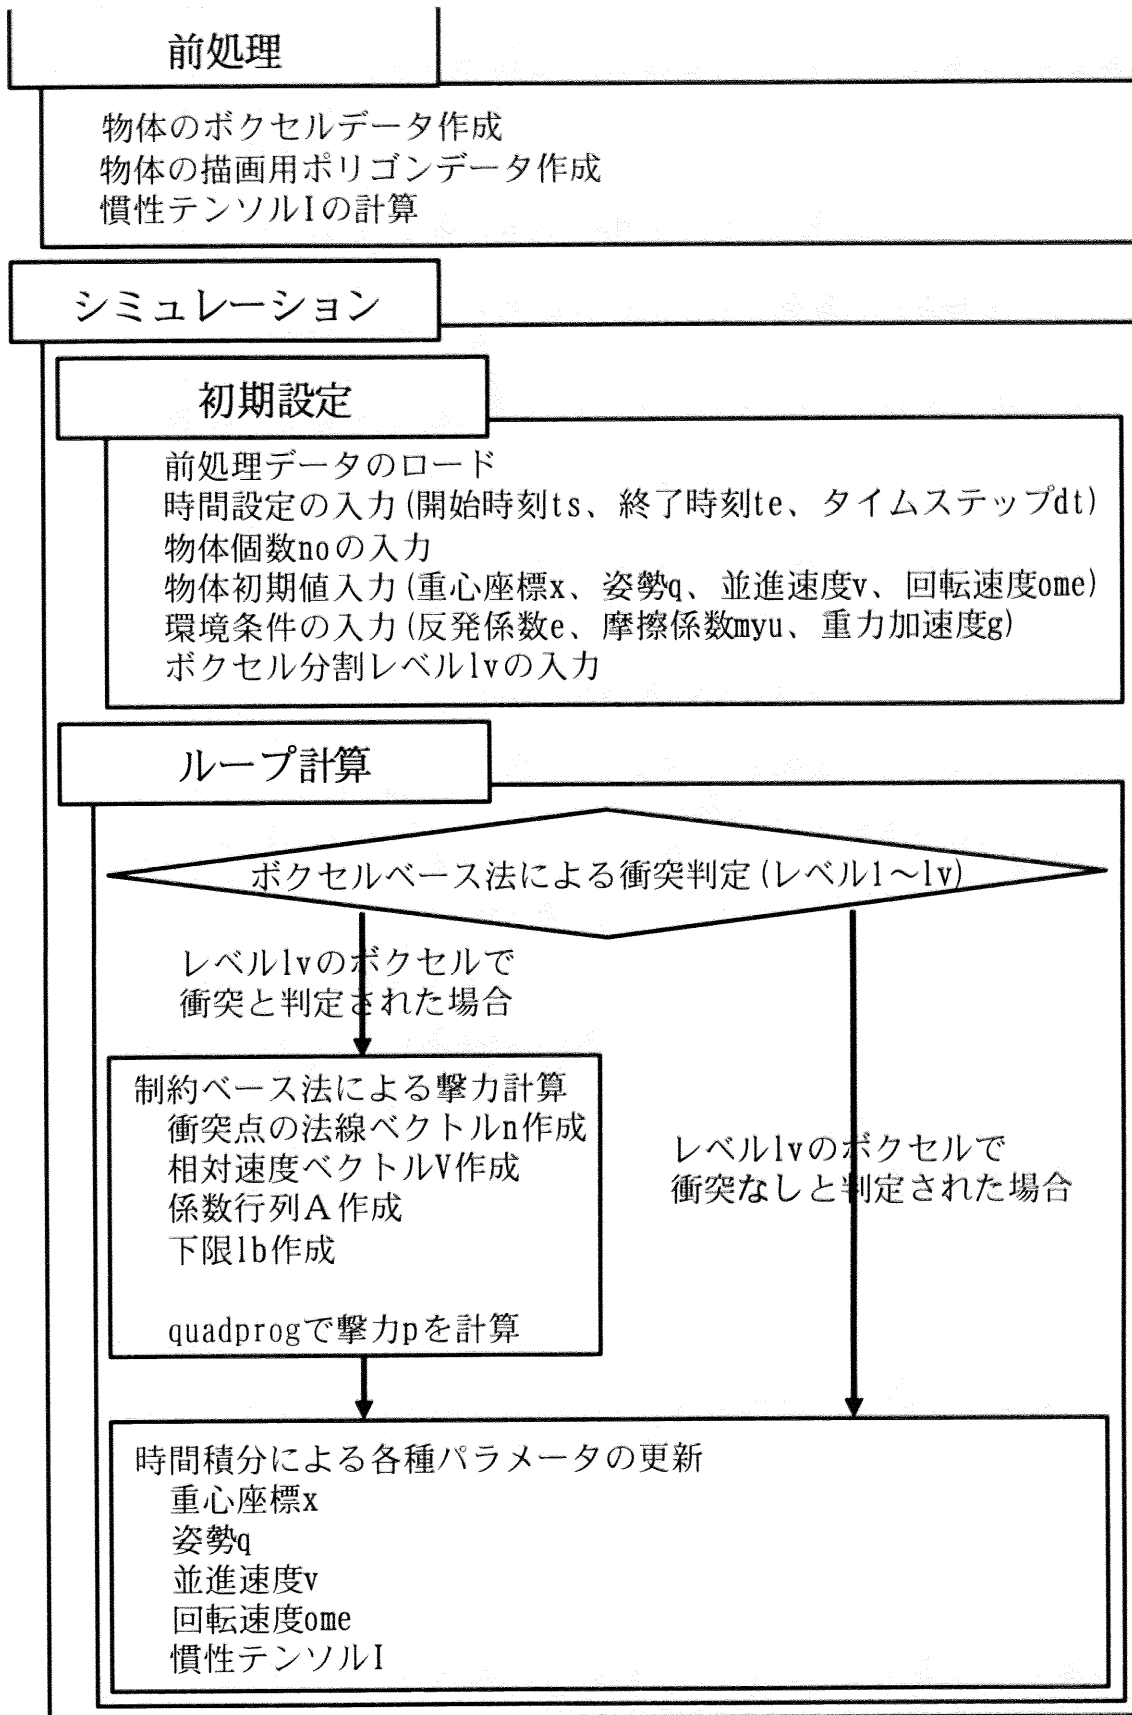 前処理
物体のボクセルデータ作成
物体の描画用ポリゴンデータ作成
慣性テンソルIの計算
シミュレーション
初期設定
前処理データのロード
時間設定の入力(開始時刻ts、終了時刻te、タイムステップdt)
物体個数noの入力
物体初期値入力(重心座標x、姿勢q、並進速度v、回転速度ome)
環境条件の入力(反発係数e、摩擦係数myu、重力加速度g)
ボクセル分割レベルlvの入力
ループ計算
ボクセルベース法による衝突判定(レベル1～lv)
レベルlvのボクセルで
衝突と判定された場合
制約ベース法による撃力計算
衝突点の法線ベクトルn作成
相対速度ベクトルV作成
係数行列A作成
下限lb作成
quadprogで撃力pを計算
レベルlvのボクセルで
衝突なしと判定された場合
時間積分による各種パラメータの更新
重心座標x
姿勢q
並進速度v
回転速度ome
慣性テンソルI